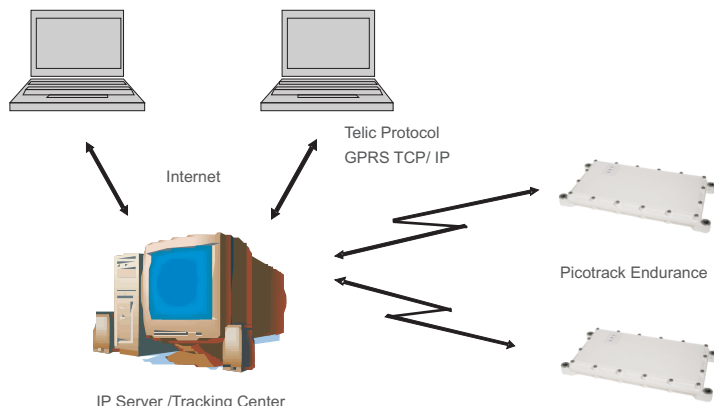 Telic Protocol
GPRS TCP/ IP
Internet
Picotrack Endurance
IP Server /Tracking Center